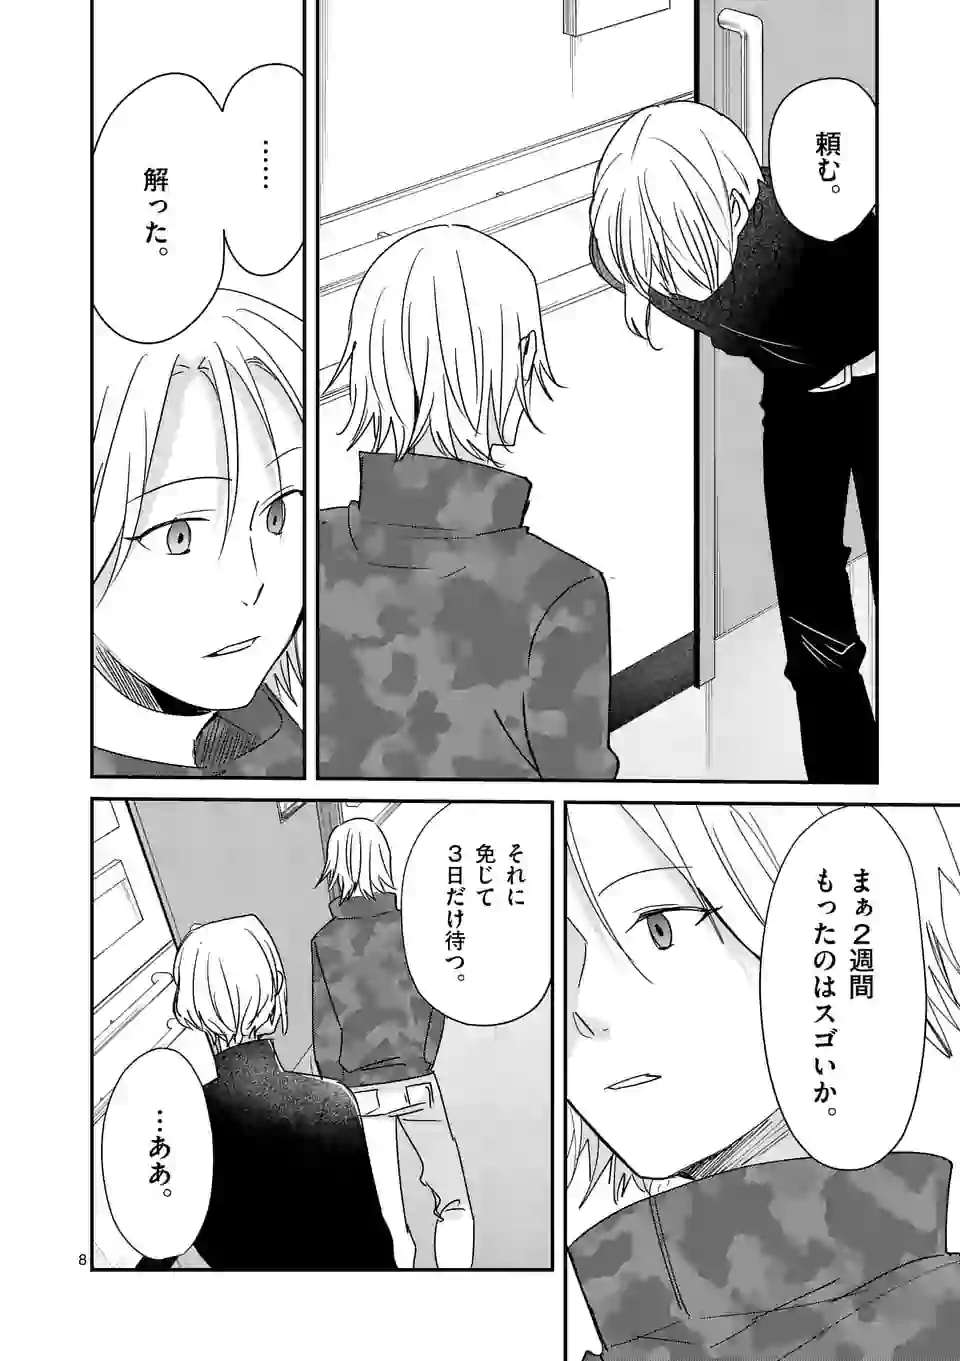 頼む。
……
解った。
まぁ2週間
もったのはスゴいか。
それに
免じて
3日だけ待つ。
…ああ。
8